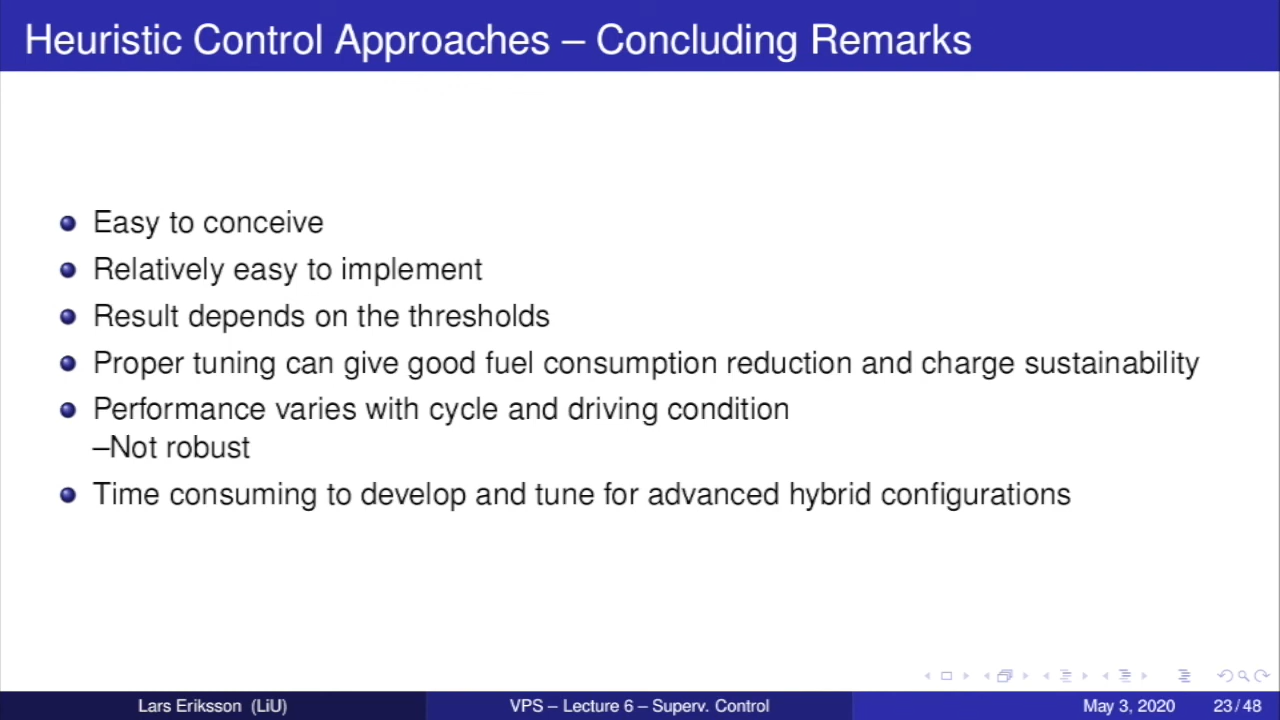 Heuristic Control Approaches – Concluding Remarks
Easy to conceive
Relatively easy to implement
Result depends on the thresholds
Proper tuning can give good fuel consumption reduction and charge sustainability
Performance varies with cycle and driving condition
–Not robust
Time consuming to develop and tune for advanced hybrid configurations
Lars Eriksson (LiU)
VPS – Lecture 6 – Superv. Control
May 3, 2020
23 / 48